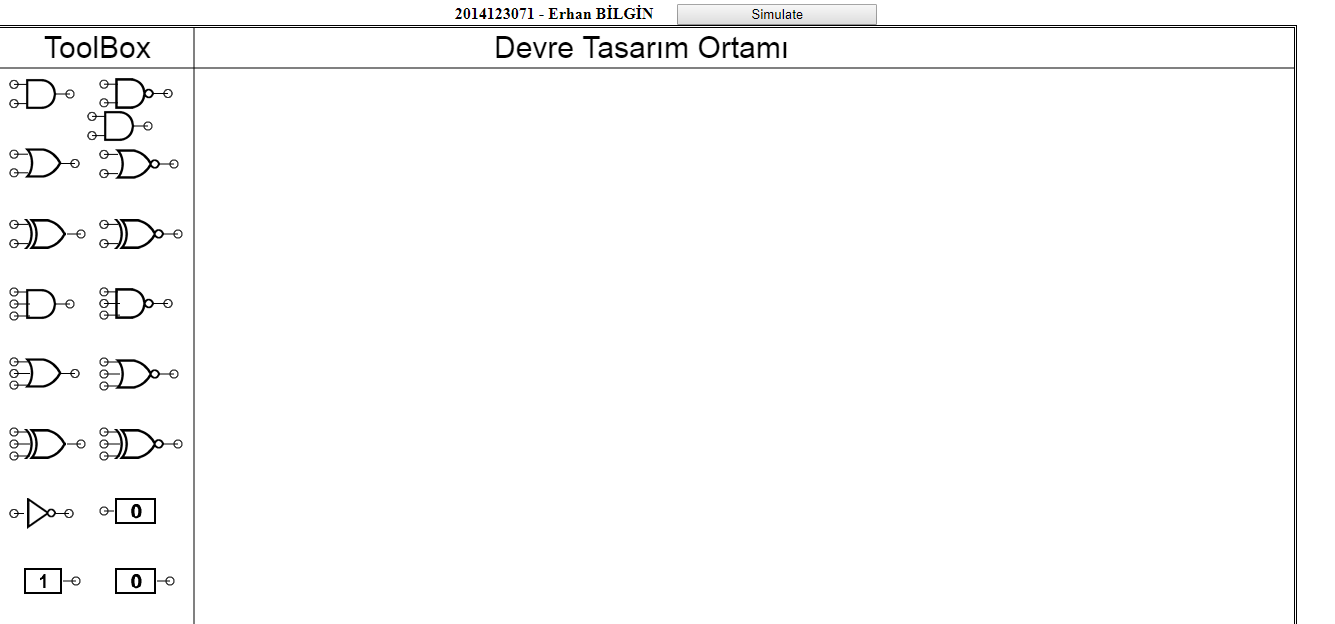 2014123071 - Erhan BİLGİN
Simulate
ToolBox
Devre Tasarım Ortamı
0
1
0